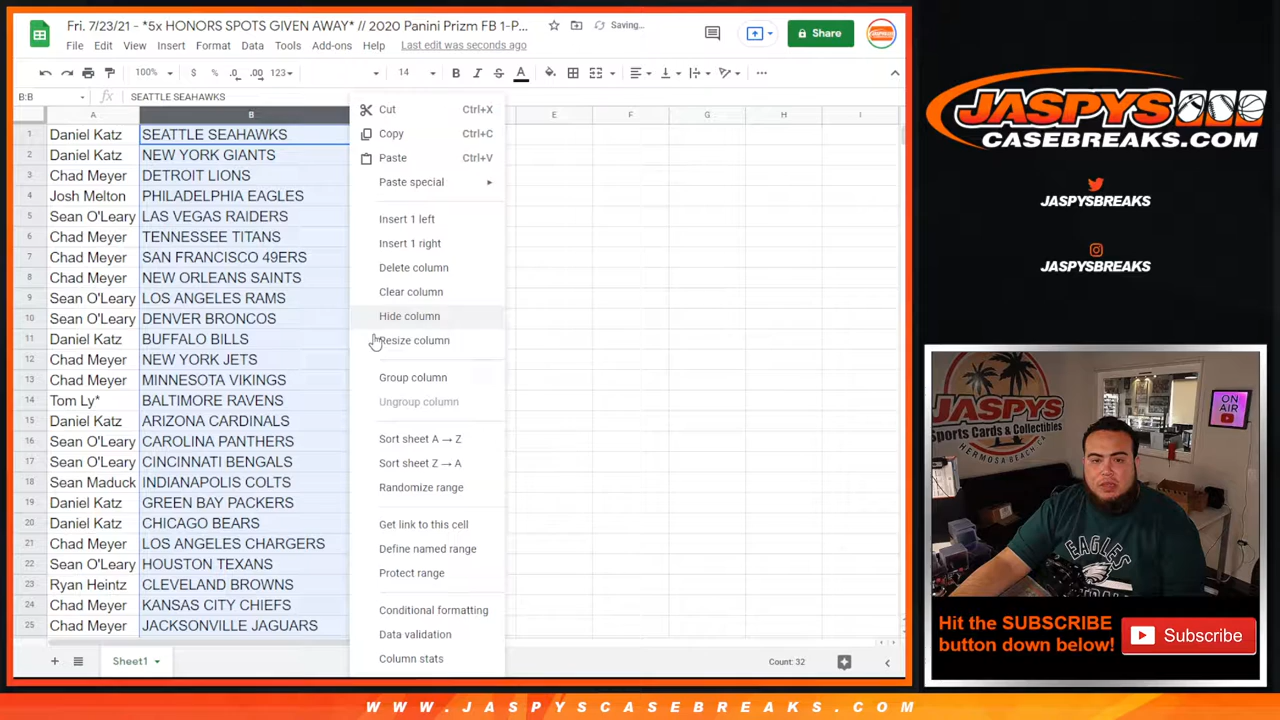 Fri. 7/23/21 - *5x HONORS SPOTS GIVEN AWAY* // 2020 Panini Prizm FB 1-P...
Saving...
File Edit View Insert Format Data Tools Add-ons Help Last edit was seconds ago
Share
100% $ % .0 .00 123 14 B I S A
B:B fx SEATTLE SEAHAWKS
A B E F G H I
1 Daniel Katz SEATTLE SEAHAWKS
2 Daniel Katz NEW YORK GIANTS
3 Chad Meyer DETROIT LIONS
4 Josh Melton PHILADELPHIA EAGLES
5 Sean O'Leary LAS VEGAS RAIDERS
6 Chad Meyer TENNESSEE TITANS
7 Chad Meyer SAN FRANCISCO 49ERS
8 Chad Meyer NEW ORLEANS SAINTS
9 Sean O'Leary LOS ANGELES RAMS
10 Sean O'Leary DENVER BRONCOS
11 Daniel Katz BUFFALO BILLS
12 Chad Meyer NEW YORK JETS
13 Chad Meyer MINNESOTA VIKINGS
14 Tom Ly* BALTIMORE RAVENS
15 Daniel Katz ARIZONA CARDINALS
16 Sean O'Leary CAROLINA PANTHERS
17 Sean O'Leary CINCINNATI BENGALS
18 Sean Maduck INDIANAPOLIS COLTS
19 Daniel Katz GREEN BAY PACKERS
20 Daniel Katz CHICAGO BEARS
21 Chad Meyer LOS ANGELES CHARGERS
22 Sean O'Leary HOUSTON TEXANS
23 Ryan Heintz CLEVELAND BROWNS
24 Chad Meyer KANSAS CITY CHIEFS
25 Chad Meyer JACKSONVILLE JAGUARS
Cut Ctrl+X
Copy Ctrl+C
Paste Ctrl+V
Paste special
Insert 1 left
Insert 1 right
Delete column
Clear column
Hide column
Resize column
Group column
Ungroup column
Sort sheet A → Z
Sort sheet Z → A
Randomize range
Get link to this cell
Define named range
Protect range
Conditional formatting
Data validation
Column stats
Sheet1
Count: 32
JASPYS
CASEBREAKS.COM
JASPYSBREAKS
JASPYSBREAKS
JASPYS
Sports Cards & Collectibles
HERMOSA BEACH, CA
ON AIR
EAGLES
Hit the SUBSCRIBE
button down below!
Subscribe
WWW.JASPYSCASEBREAKS.COM